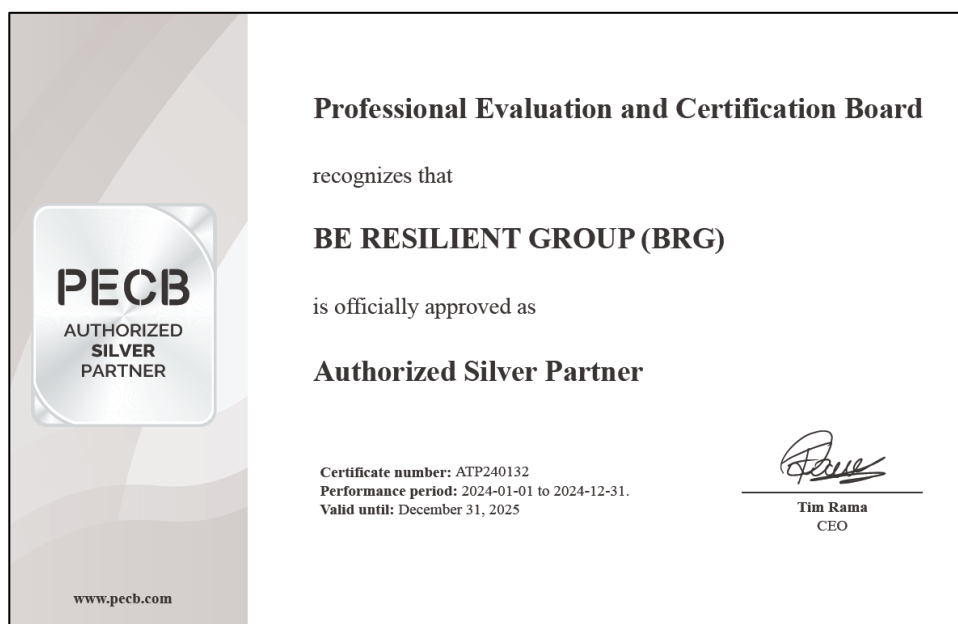 Professional Evaluation and Certification Board
recognizes that
BE RESILIENT GROUP (BRG)
is officially approved as
Authorized Silver Partner
PECB
AUTHORIZED
SILVER
PARTNER
Certificate number: ATP240132
Performance period: 2024-01-01 to 2024-12-31.
Valid until: December 31, 2025
Tim Rama
CEO
www.pecb.com